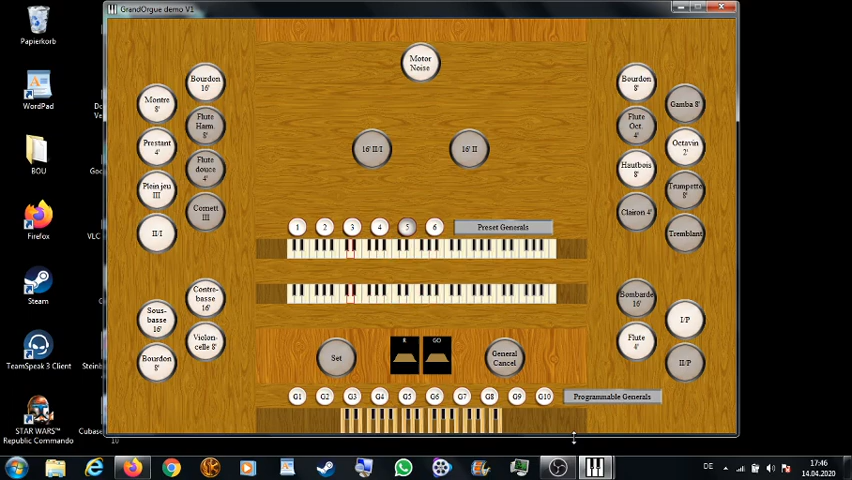 GrandOrgue demo V1
Papierkorb
WordPad
BOU
Firefox
VLC
Steam
TeamSpeak 3 Client
Steinb
STAR WARS™
Republic Commando
Cubase
10
Motor
Noise
Bourdon
16'
Montre
8'
Flute
Harm.
8'
Prestant
4'
Flute
douce
4'
Plein jeu
III
Cornett
III
II/I
16' II/I
16' II
Bourdon
8'
Gamba 8'
Flute
Oct.
4'
Octavin
2'
Hautbois
8'
Trumpette
8'
Clairon 4'
Tremblant
1
2
3
4
5
6
Preset Generals
Contre-
basse
16'
Sous-
basse
16'
Violon-
celle 8'
Bourdon
8'
Bombarde
16'
I/P
Flute
4'
II/P
Set
R
GO
General
Cancel
G1
G2
G3
G4
G5
G6
G7
G8
G9
G10
Programmable Generals
DE
17:46
14.04.2020